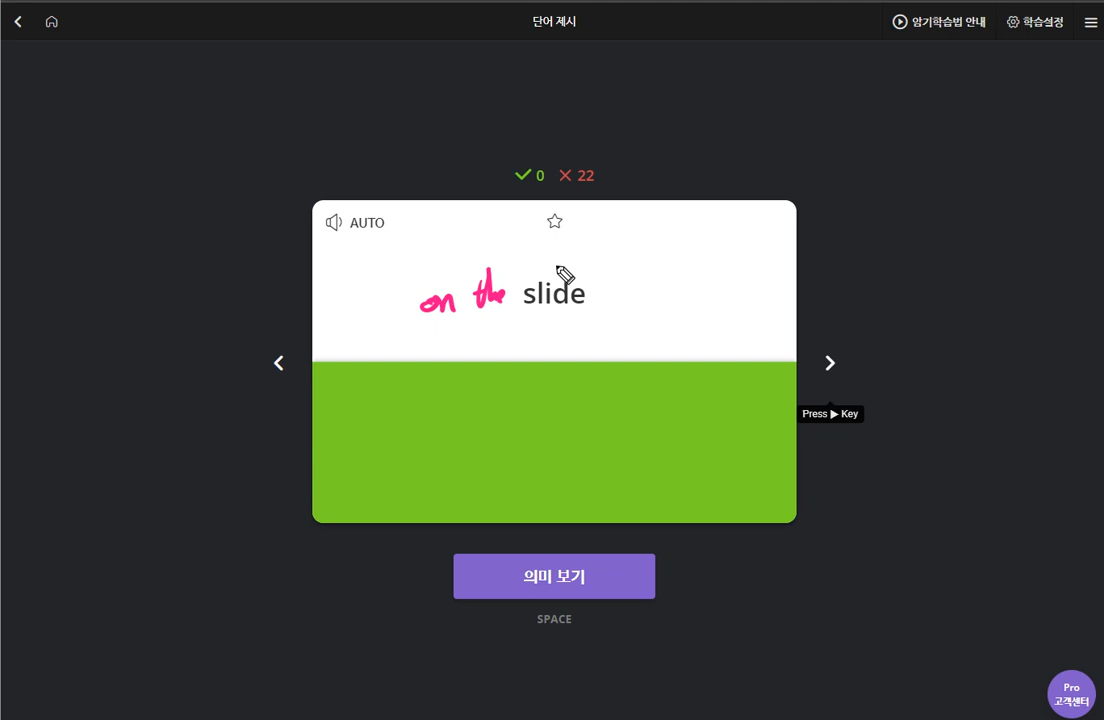 단어 제시
암기학습법 안내
학습설정
0 22
AUTO
on the slide
Press ▶ Key
의미 보기
SPACE
Pro
고객센터